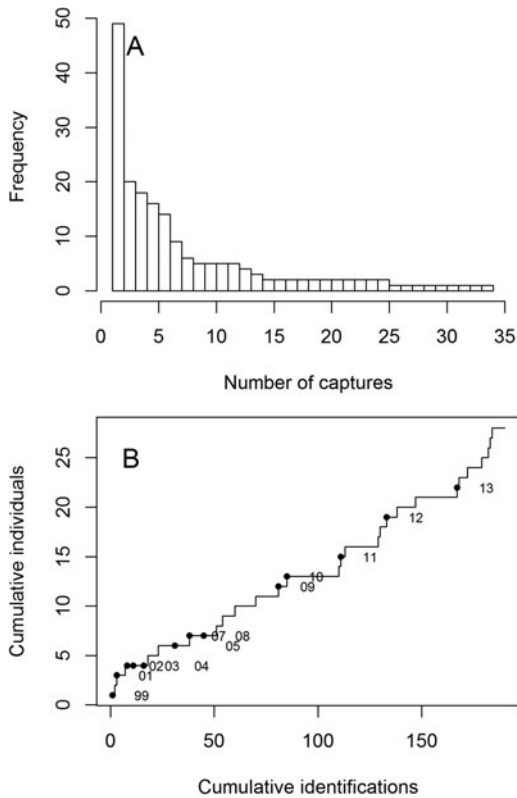 A
50
40
30
20
10
0
Frequency
0 5 10 15 20 25 30 35
Number of captures
B
25
20
15
10
5
0
Cumulative individuals
13
12
11
10
09
07 08
05
02 03 04
01
99
0 50 100 150
Cumulative identifications